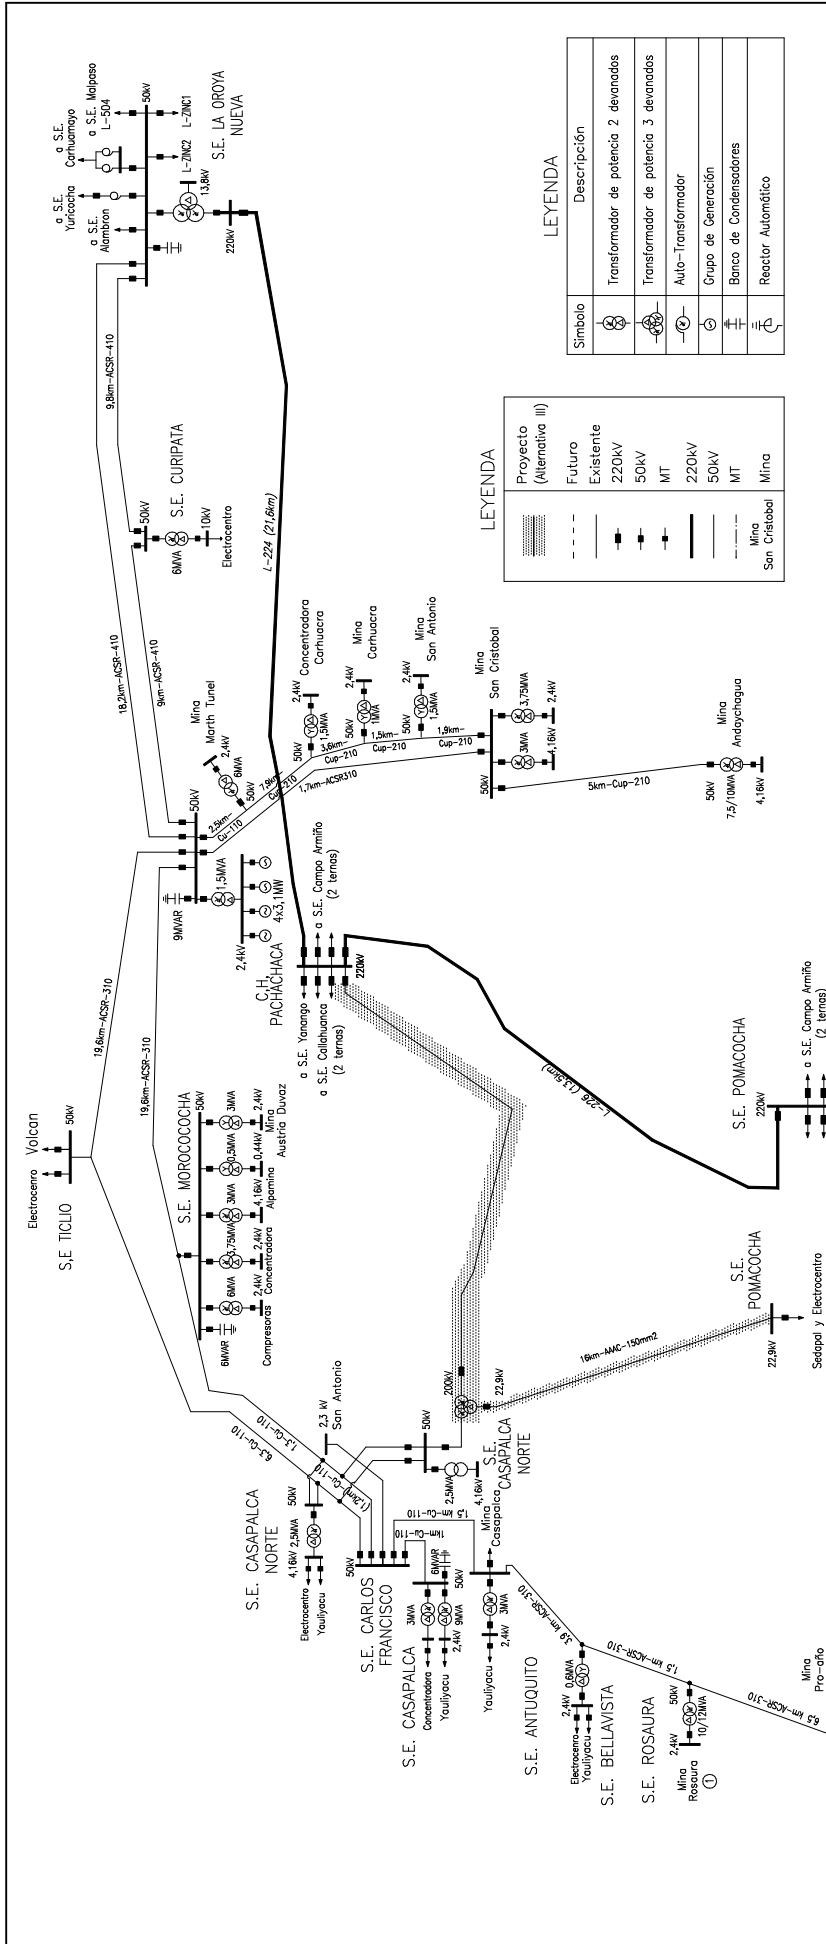 a S.E. Malpaso
L-504
a S.E.
Carhuamayo
a S.E.
Yuricocha
a S.E.
Alambron
50kV
L-ZINC1
L-ZINC2
13,8kV
220kV
S.E. LA OROYA
NUEVA
9,8km-ACSR-410
18,2km-ACSR-410
9km-ACSR-410
50kV
S.E. CURIPATA
6MVA
10kV
Electrocentro
L-224 (21,6km)
LEYENDA
Simbolo
Descripción
Transformador de potencia 2 devanados
Transformador de potencia 3 devanados
Auto-Transformador
Grupo de Generación
Banco de Condensadores
Reactor Automático
LEYENDA
Proyecto
(Alternativa III)
Futuro
Existente
220kV
50kV
MT
220kV
50kV
MT
Mina
San Cristobal
Mina
Mina
Marth Tunel
2,4kV
6MVA
50kV
50kV
2,5km-
Cu-110
7,9km-
Cup-210
1,7km-ACSR310
Concentradora
Carhuacra
2,4kV
1,5MVA
50kV
3,6km-
Cup-210
Mina
Carhuacra
2,4kV
1MVA
50kV
1,5km-
Cup-210
Mina
San Antonio
2,4kV
1,5MVA
50kV
1,9km-
Cup-210
Mina
San Cristobal
3,75MVA
2,4kV
3MVA
4,16kV
50kV
5km-Cup-210
Mina
Andaychagua
50kV
7,5/10MVA
4,16kV
9MVAR
1,5MVA
2,4kV
4x3,1MW
C.H.
PACHACHACA
a S.E. Campo Armiño
(2 ternas)
a S.E. Yanango
a S.E. Callahuanca
(2 ternas)
220kV
L-226 (13,5km)
S.E. POMACOCHA
220kV
a S.E. Campo Armiño
(2 ternas)
19,6km-ACSR-310
19,6km-ACSR-310
Volcan
Electrocenro
50kV
S,E TICLIO
S.E. MOROCOCOCHA
50kV
3MVA
2,4kV
Mina
Austria Duvaz
0,5MVA
0,44kV
3MVA
4,16kV
Alpamina
3,75MVA
2,4kV
Concentradora
6MVA
2,4kV
Compresoras
6MVAR
S.E.
POMACOCHA
22,9kV
Sedapal y Electrocentro
16km-AAAC-150mm2
200kV
22,9kV
S.E.
CASAPALCA
NORTE
50kV
2,5MVA
4,16kV
2,3 kV
San Antonio
1,3-Cu-110
6,3-Cu-110
(1,2km)-Cu-110
S.E. CASAPALCA
NORTE
50kV
2,5MVA
4,16kV
Electrocentro
Yauliyacu
S.E. CARLOS
FRANCISCO
50kV
1km-Cu-110
1,5 km-Cu-110
S.E. CASAPALCA
6MVAR
50kV
3MVA
9MVA
2,4kV
Concentradora
Yauliyacu
Mina
Casapalca
3MVA
2,4kV
Yauliyacu
S.E. ANTUQUITO
3,9 km-ACSR-310
0,6MVA
2,4kV
Electrocenro
Yauliyacu
S.E. BELLAVISTA
1,5 km-ACSR-310
S.E. ROSAURA
50kV
10/12MVA
2,4kV
Mina
Rosaura
1
6,5 km-ACSR-310
Mina
Pro-año